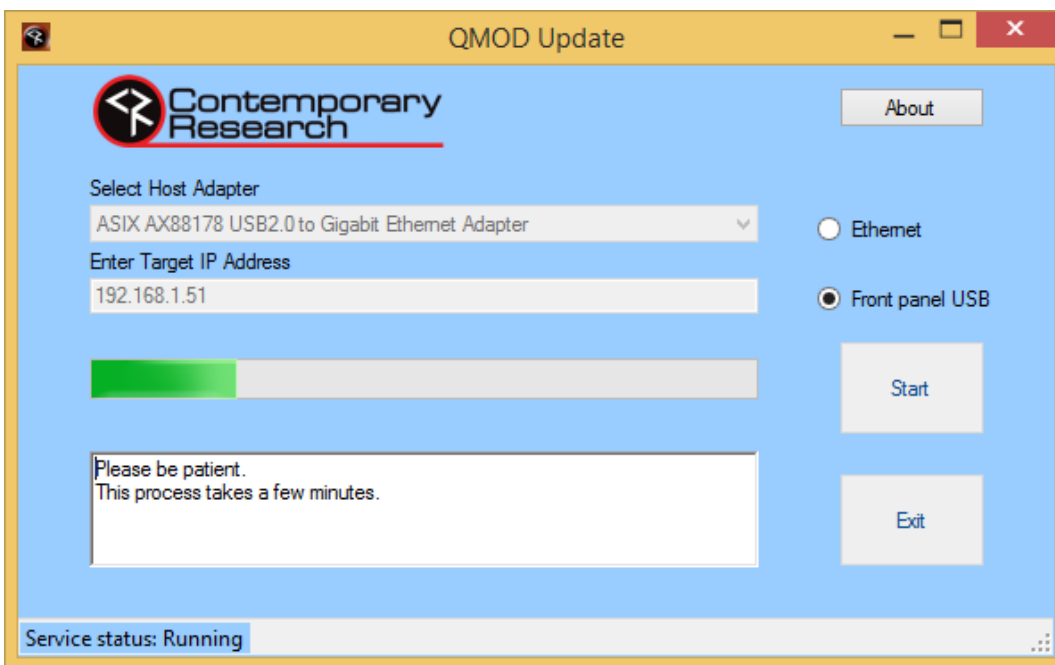 QMOD Update
Contemporary
Research
About
Select Host Adapter
ASIX AX88178 USB2.0 to Gigabit Ethernet Adapter
Ethernet
Enter Target IP Address
192.168.1.51
Front panel USB
Start
Please be patient.
This process takes a few minutes.
Exit
Service status: Running